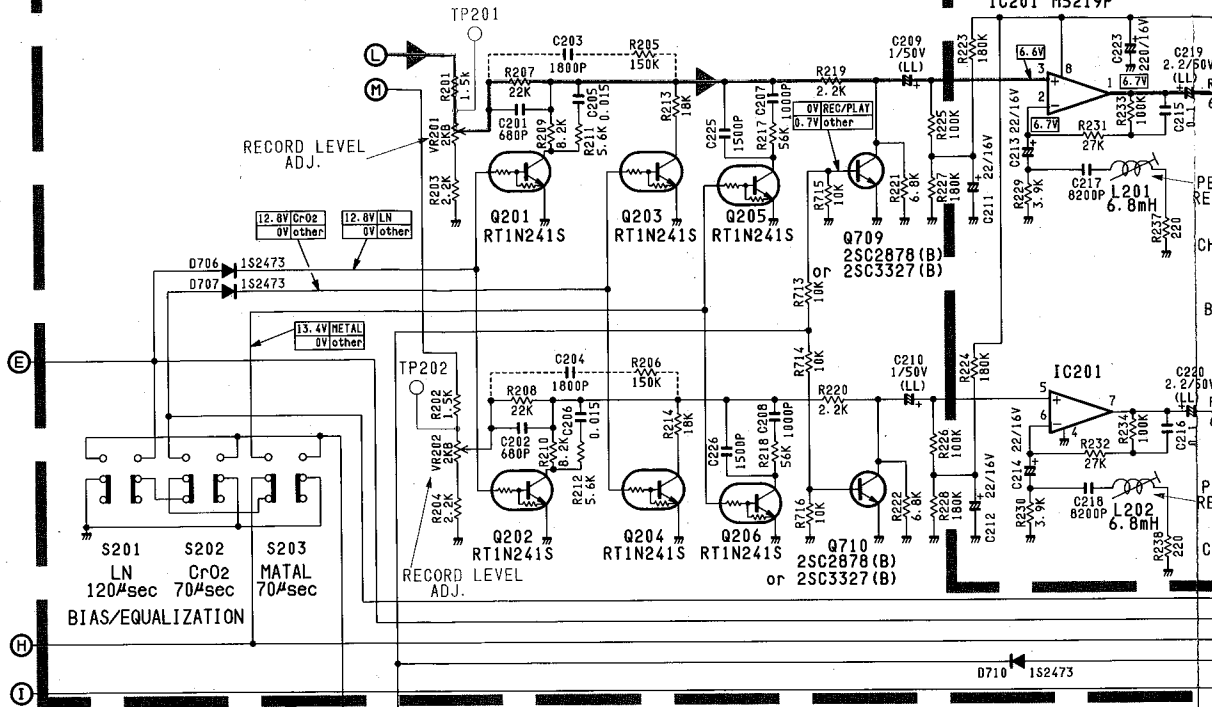 TP201
IC201 M5219P
L
M
C203
1800P
R205
150K
R201
1.5k
R207
22K
C201
680P
C205
0.015
R209
8.2K
R211
5.6K
R213
18K
C225
1500P
C207
1000P
R217
56K
R219
2.2K
0V REC/PLAY
0.7V other
C209
1/50V
(LL)
+
R223
180K
6.6V
3
8
C223
220/16V
+
6.7V
1
C219
2.2/50V
(LL)
+
2
6.7V
R231
27K
R233
100K
C215
0.1
RECORD LEVEL
ADJ.
VR201
2KB
R203
2.2K
R225
100K
R227
180K
C211
22/16V
+
C213
22/16V
+
R229
3.9K
C217
8200P
L201
6.8mH
R237
220
PE
RE
CH
12.8V CrO2
0V other
12.8V LN
0V other
Q201
RT1N241S
Q203
RT1N241S
Q205
RT1N241S
R715
10K
R221
6.8K
Q709
2SC2878(B)
or 2SC3327(B)
D706
1S2473
D707
1S2473
R713
10K
B
13.4V METAL
0V other
E
TP202
C204
1800P
R206
150K
R714
10K
C210
1/50V
(LL)
+
R224
180K
IC201
C220
2.2/50V
(LL)
+
R202
1.5K
R208
22K
C202
680P
C206
0.015
R210
8.2K
R212
5.6K
R214
18K
C226
1500P
C208
1000P
R218
56K
R220
2.2K
5
6
4
7
R232
27K
R234
100K
C216
0.1
VR202
2KB
R204
2.2K
R716
10K
R222
6.8K
R226
100K
R228
180K
C212
22/16V
+
C214
22/16V
+
R230
3.9K
C218
8200P
L202
6.8mH
R238
220
P
RE
C
S201
LN
120μsec
S202
CrO2
70μsec
S203
MATAL
70μsec
Q202
RT1N241S
Q204
RT1N241S
Q206
RT1N241S
Q710
2SC2878(B)
or 2SC3327(B)
RECORD LEVEL
ADJ.
BIAS/EQUALIZATION
H
D710
1S2473
I